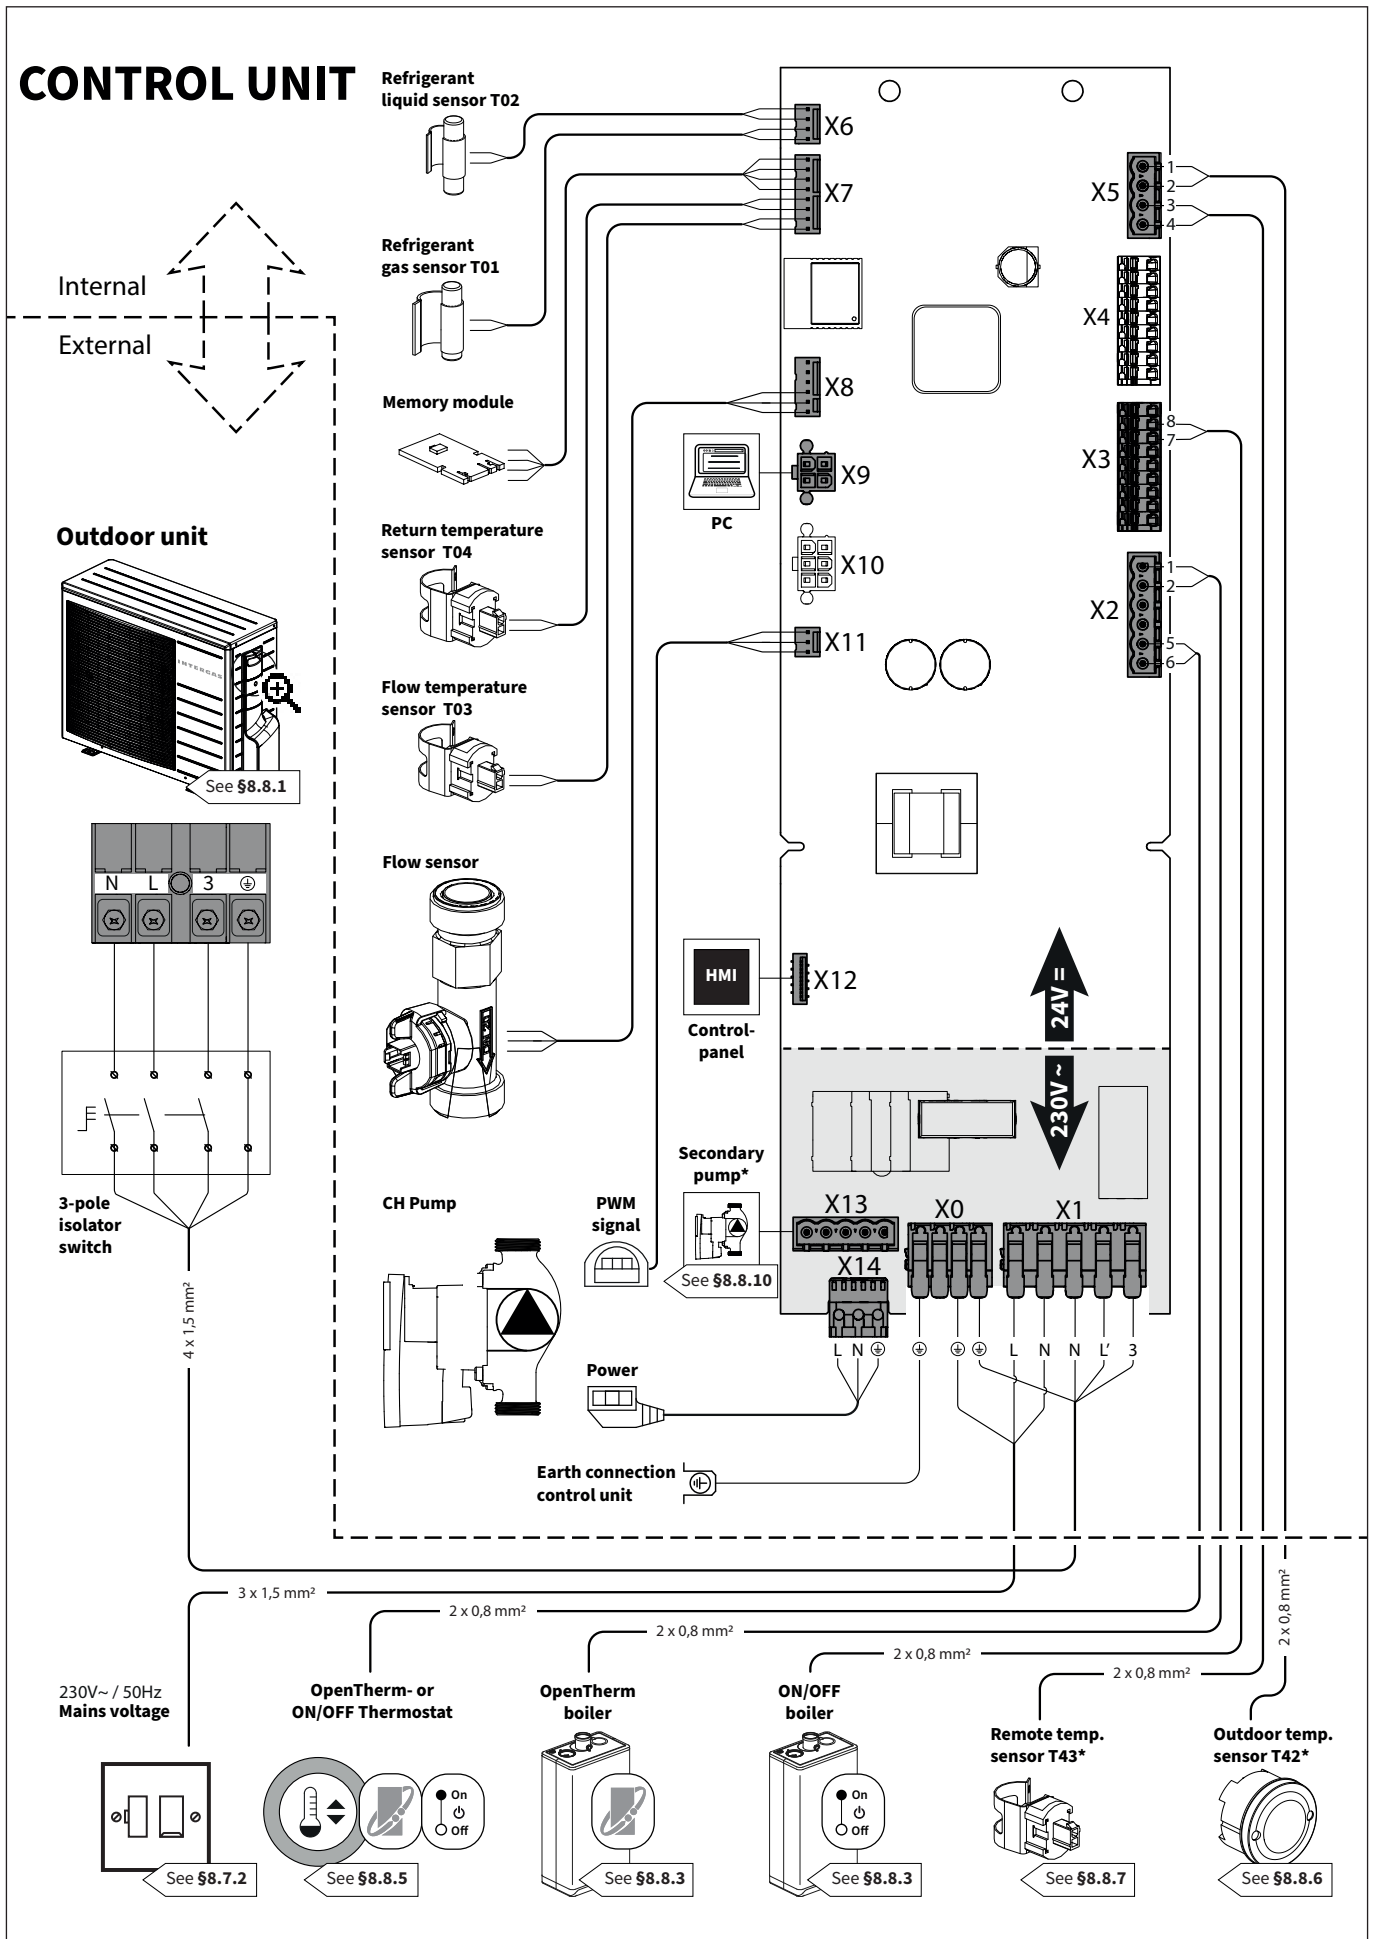 CONTROL UNIT
Refrigerant
liquid sensor T02
Refrigerant
gas sensor T01
Internal
External
Memory module
Return temperature
sensor T04
Flow temperature
sensor T03
Flow sensor
DN 20
CH Pump
Outdoor unit
INTERGAS
See §8.8.1
N L 3
3-pole
isolator
switch
4 x 1,5 mm²
X6
X7
X8
X9
PC
X10
X11
HMI
X12
Control-
panel
X5
1
2
3
4
X4
X3
8
7
X2
1
2
5
6
24V =
230V ~
Secondary
pump*
See §8.8.10
PWM
signal
X13
X14
X0
X1
L N
L N N L' 3
Power
Earth connection
control unit
3 x 1,5 mm²
2 x 0,8 mm²
2 x 0,8 mm²
2 x 0,8 mm²
2 x 0,8 mm²
2 x 0,8 mm²
230V~ / 50Hz
Mains voltage
See §8.7.2
OpenTherm- or
ON/OFF Thermostat
On
Off
See §8.8.5
OpenTherm
boiler
See §8.8.3
ON/OFF
boiler
On
Off
See §8.8.3
Remote temp.
sensor T43*
See §8.8.7
Outdoor temp.
sensor T42*
See §8.8.6